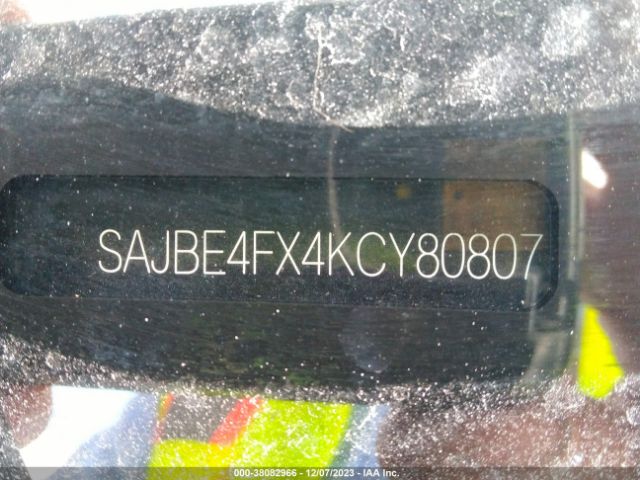 SAJBE4FX4KCY80807
000-38082966 - 12/07/2023 - IAA Inc.